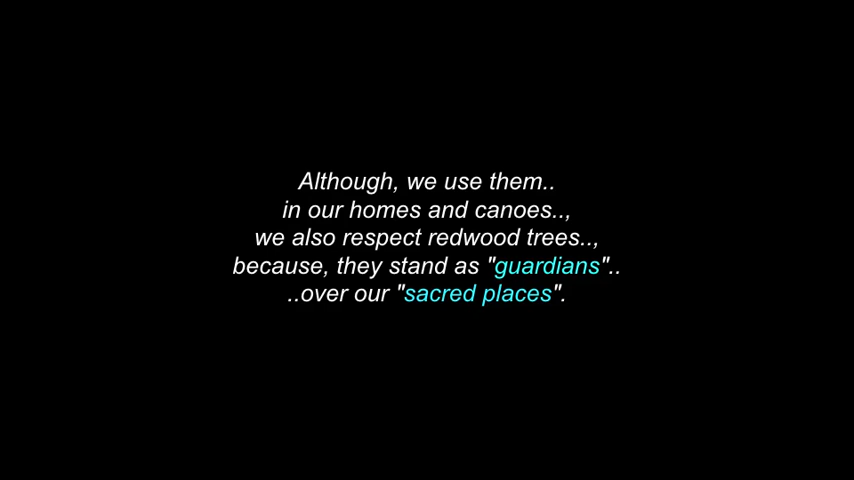 Although, we use them..
in our homes and canoes..,
we also respect redwood trees..,
because, they stand as "guardians"..
..over our "sacred places".